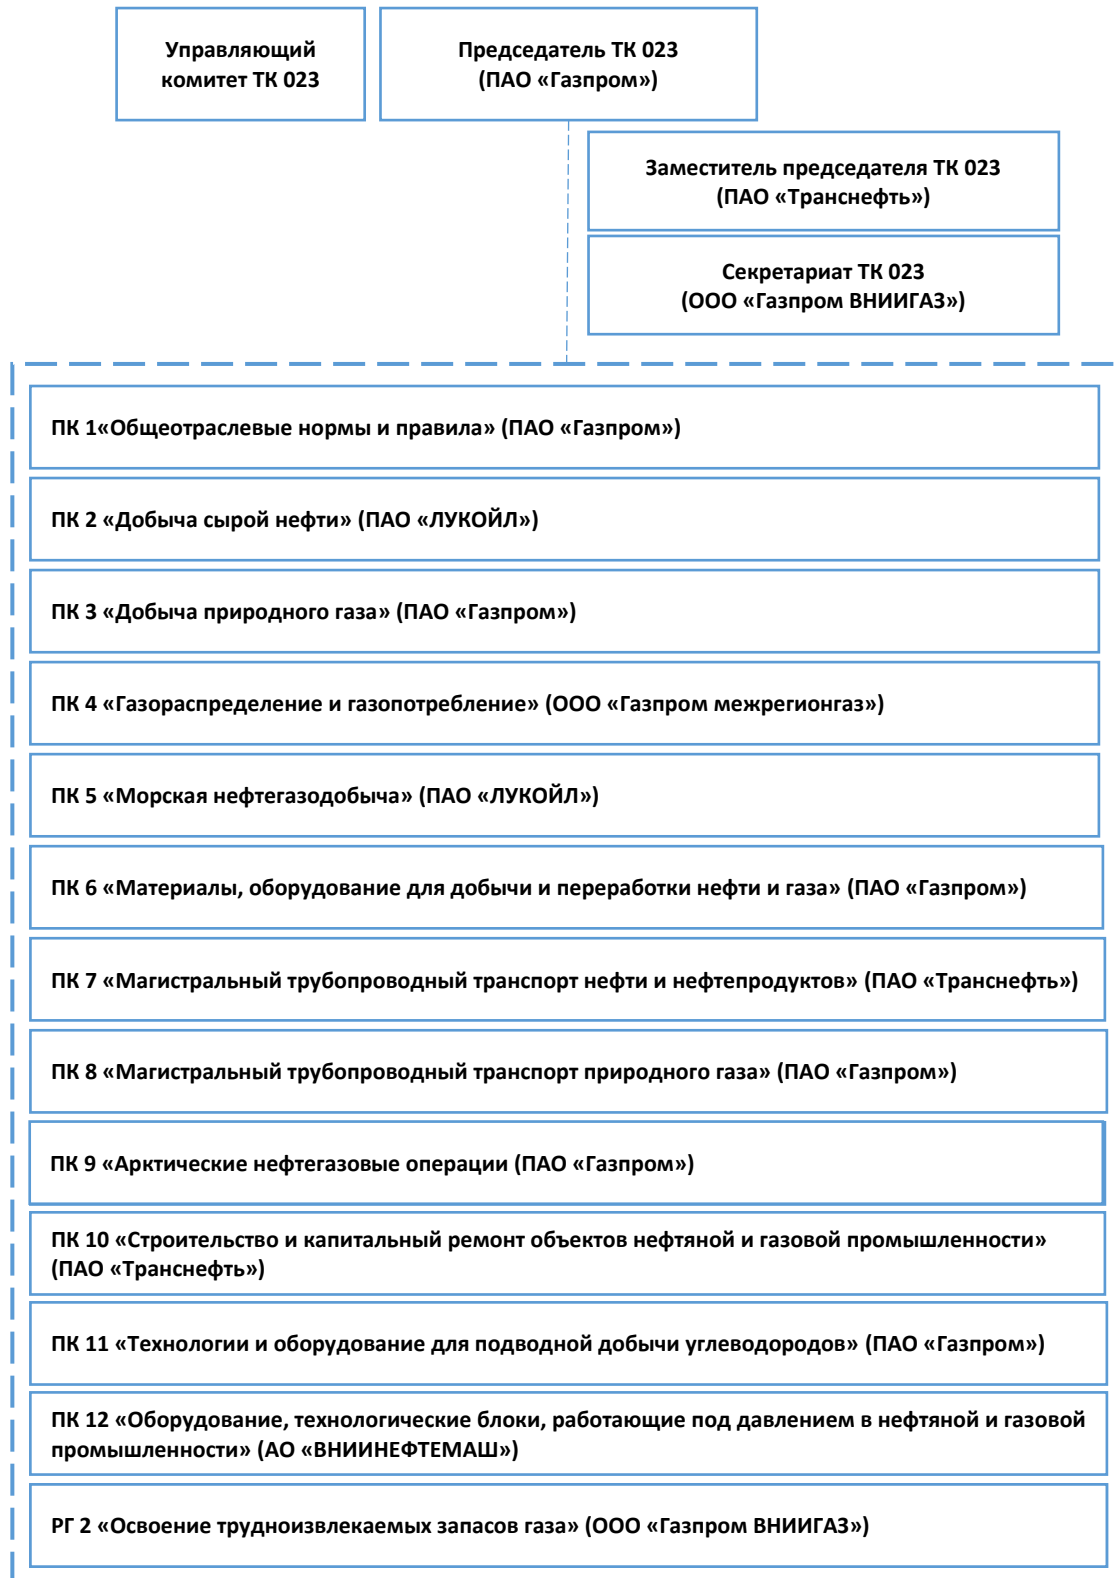 Управляющий
комитет ТК 023
Председатель ТК 023
(ПАО «Газпром»)
Заместитель председателя ТК 023
(ПАО «Транснефть»)
Секретариат ТК 023
(ООО «Газпром ВНИИГАЗ»)
ПК 1«Общеотраслевые нормы и правила» (ПАО «Газпром»)
ПК 2 «Добыча сырой нефти» (ПАО «ЛУКОЙЛ»)
ПК 3 «Добыча природного газа» (ПАО «Газпром»)
ПК 4 «Газораспределение и газопотребление» (ООО «Газпром межрегионгаз»)
ПК 5 «Морская нефтегазодобыча» (ПАО «ЛУКОЙЛ»)
ПК 6 «Материалы, оборудование для добычи и переработки нефти и газа» (ПАО «Газпром»)
ПК 7 «Магистральный трубопроводный транспорт нефти и нефтепродуктов» (ПАО «Транснефть»)
ПК 8 «Магистральный трубопроводный транспорт природного газа» (ПАО «Газпром»)
ПК 9 «Арктические нефтегазовые операции (ПАО «Газпром»)
ПК 10 «Строительство и капитальный ремонт объектов нефтяной и газовой промышленности»
(ПАО «Транснефть»)
ПК 11 «Технологии и оборудование для подводной добычи углеводородов» (ПАО «Газпром»)
ПК 12 «Оборудование, технологические блоки, работающие под давлением в нефтяной и газовой
промышленности» (АО «ВНИИНЕФТЕМАШ»)
РГ 2 «Освоение трудноизвлекаемых запасов газа» (ООО «Газпром ВНИИГАЗ»)